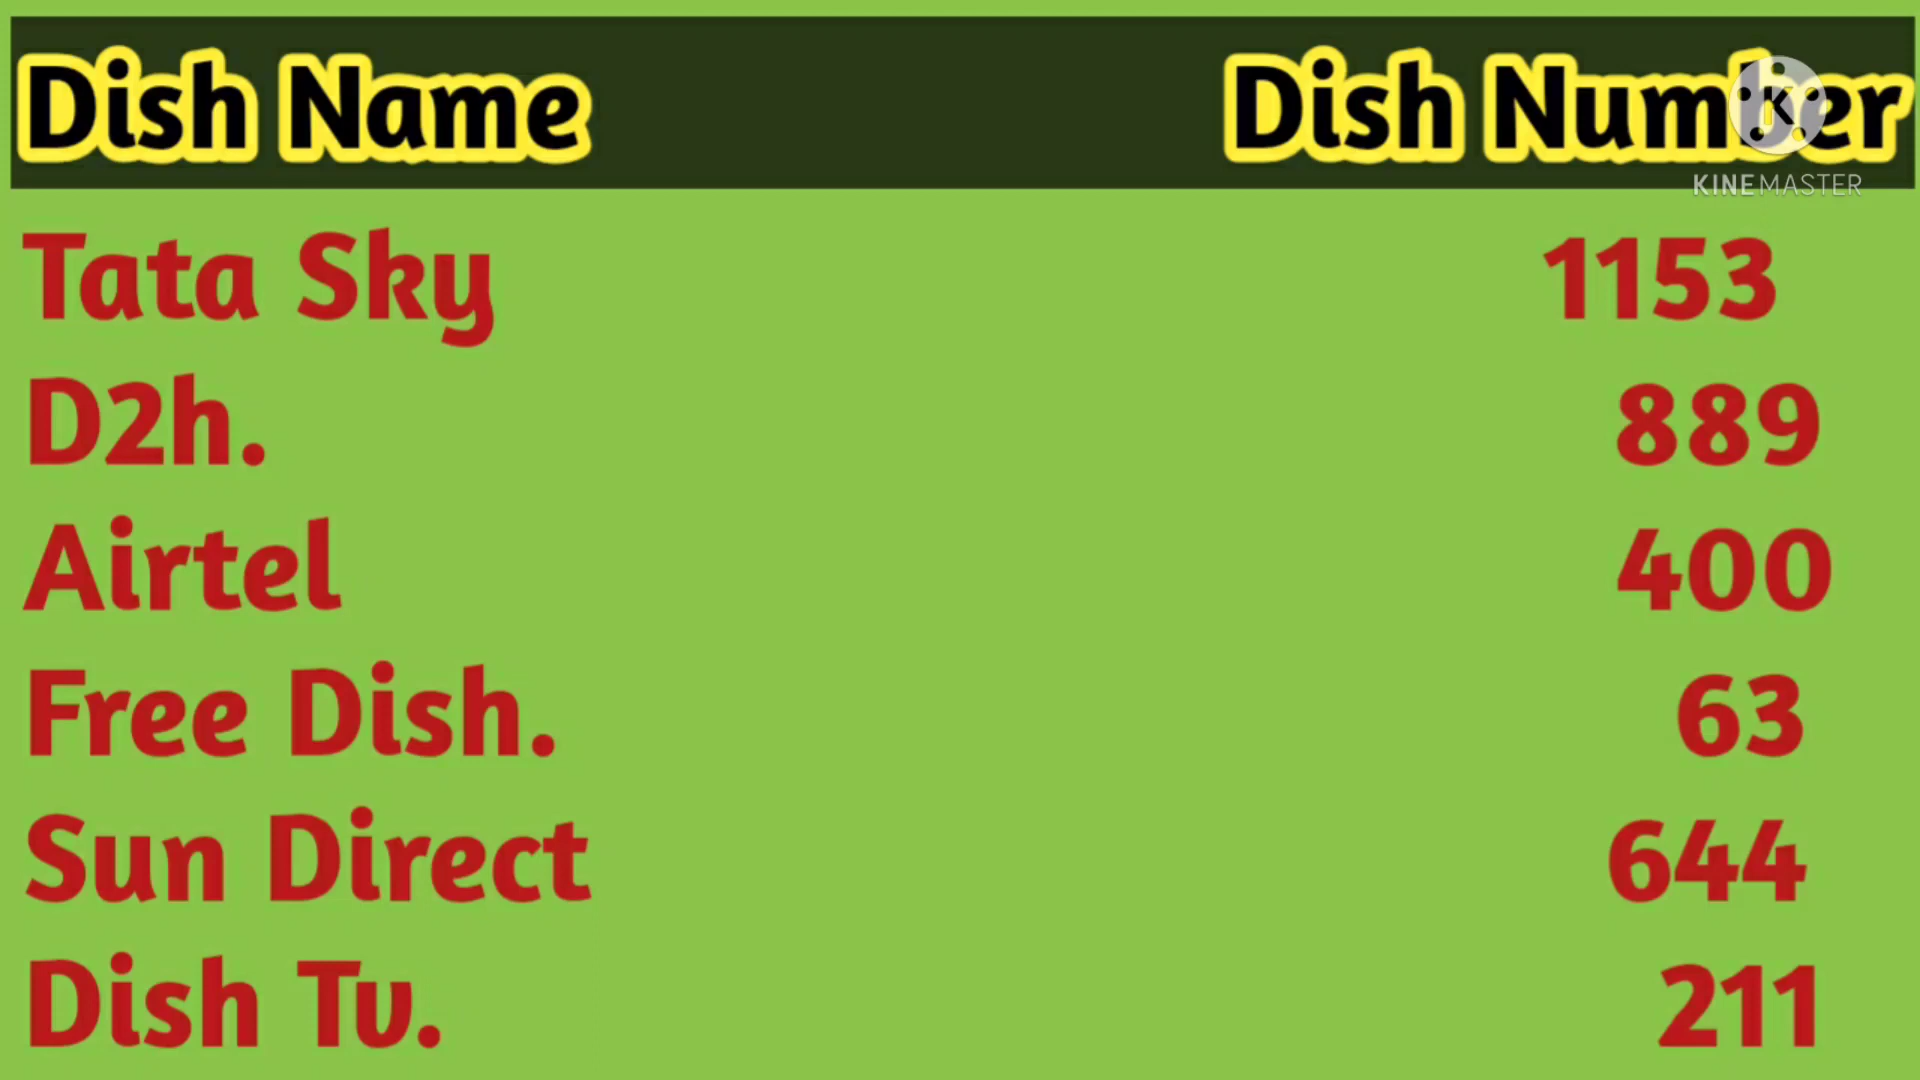 Dish Name Dish Number
KINEMASTER
Tata Sky 1153
D2h. 889
Airtel 400
Free Dish. 63
Sun Direct 644
Dish Tv. 211